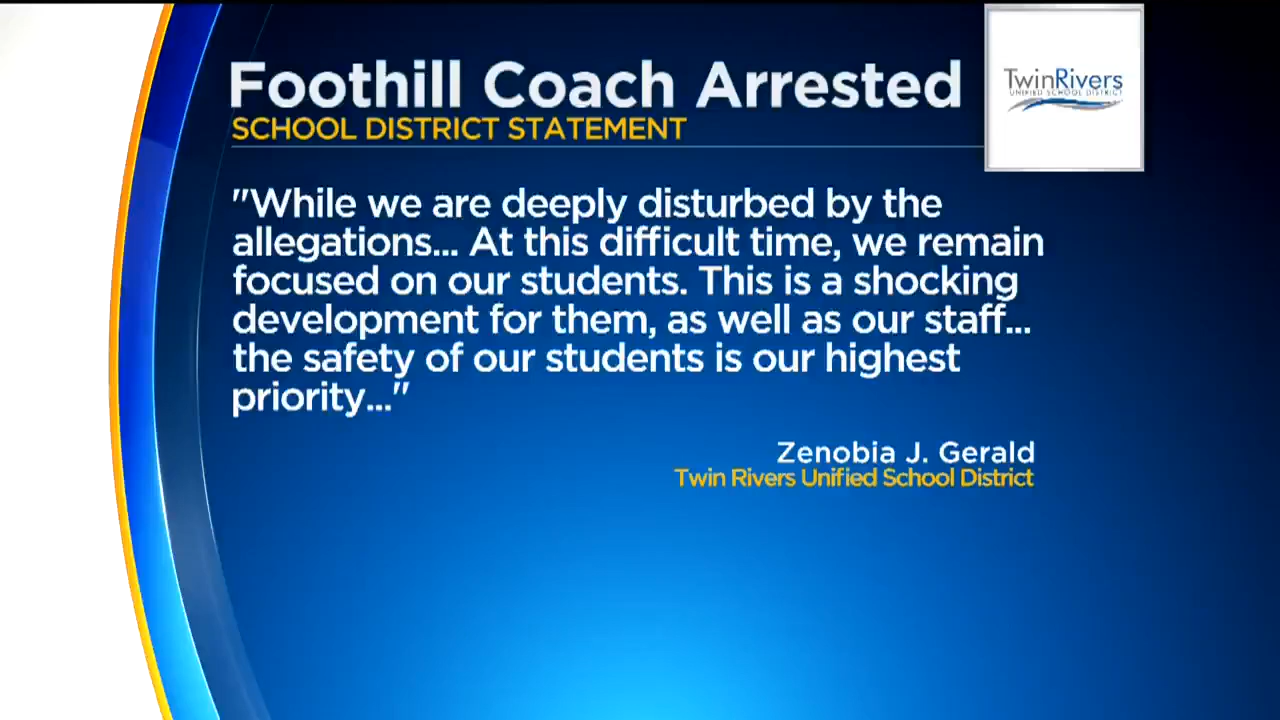 Foothill Coach Arrested
SCHOOL DISTRICT STATEMENT
TwinRivers
UNIFIED SCHOOL DISTRICT
"While we are deeply disturbed by the
allegations... At this difficult time, we remain
focused on our students. This is a shocking
development for them, as well as our staff...
the safety of our students is our highest
priority..."
Zenobia J. Gerald
Twin Rivers Unified School District